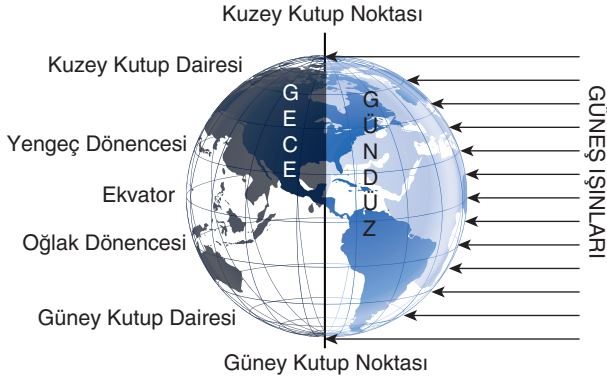 Kuzey Kutup Noktası
Kuzey Kutup Dairesi
Yengeç Dönencesi
Ekvator
Oğlak Dönencesi
Güney Kutup Dairesi
GECE
GÜNDÜZ
GÜNEŞ IŞINLARI
Güney Kutup Noktası